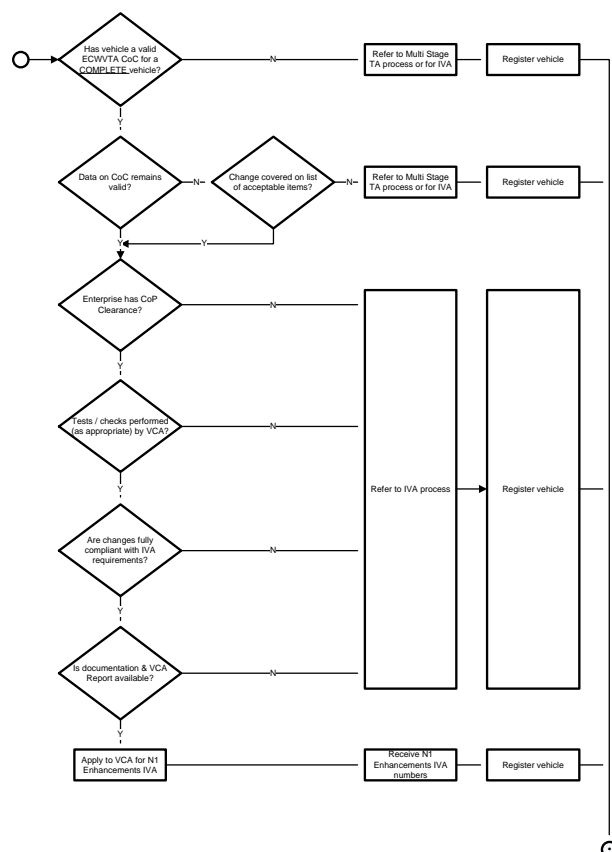 Has vehicle a valid
ECWVTA CoC for a
COMPLETE vehicle?
N
Refer to Multi Stage
TA process or for IVA
Register vehicle
Y
Data on CoC remains
valid?
N
Change covered on list
of acceptable items?
N
Refer to Multi Stage
TA process or for IVA
Register vehicle
Y
Y
Enterprise has CoP
Clearance?
N
Y
Tests / checks performed
(as appropriate) by VCA?
N
Refer to IVA process
Register vehicle
Y
Are changes fully
compliant with IVA
requirements?
N
Y
Is documentation & VCA
Report available?
N
Y
Apply to VCA for N1
Enhancements IVA
Receive N1
Enhancements IVA
numbers
Register vehicle